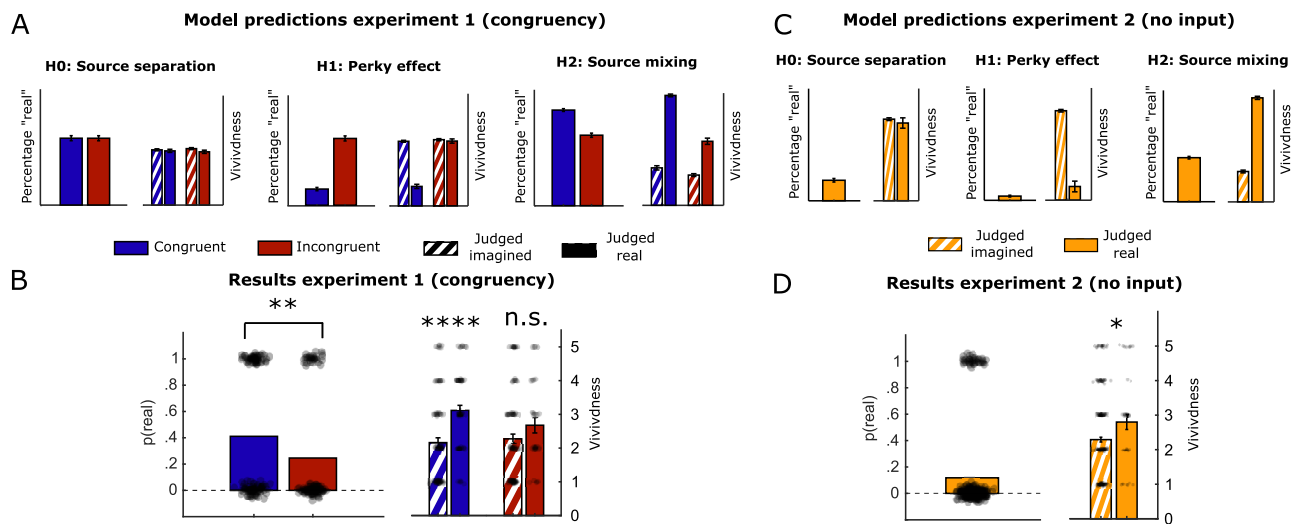 A
Model predictions experiment 1 (congruency)
H0: Source separation
H1: Perky effect
H2: Source mixing
Percentage "real"
Vivivdness
Percentage "real"
Vivivdness
Percentage "real"
Vivivdness
Congruent
Incongruent
Judged
imagined
Judged
real
C
Model predictions experiment 2 (no input)
H0: Source separation
H1: Perky effect
H2: Source mixing
Percentage "real"
Vivivdness
Percentage "real"
Vivivdness
Percentage "real"
Vivivdness
Judged
imagined
Judged
real
B
Results experiment 1 (congruency)
**
****
n.s.
p(real)
1
.8
.6
.4
.2
0
5
4
3
2
1
0
Vivivdness
D
Results experiment 2 (no input)
*
p(real)
1
.8
.6
.4
.2
0
5
4
3
2
1
0
Vivivdness